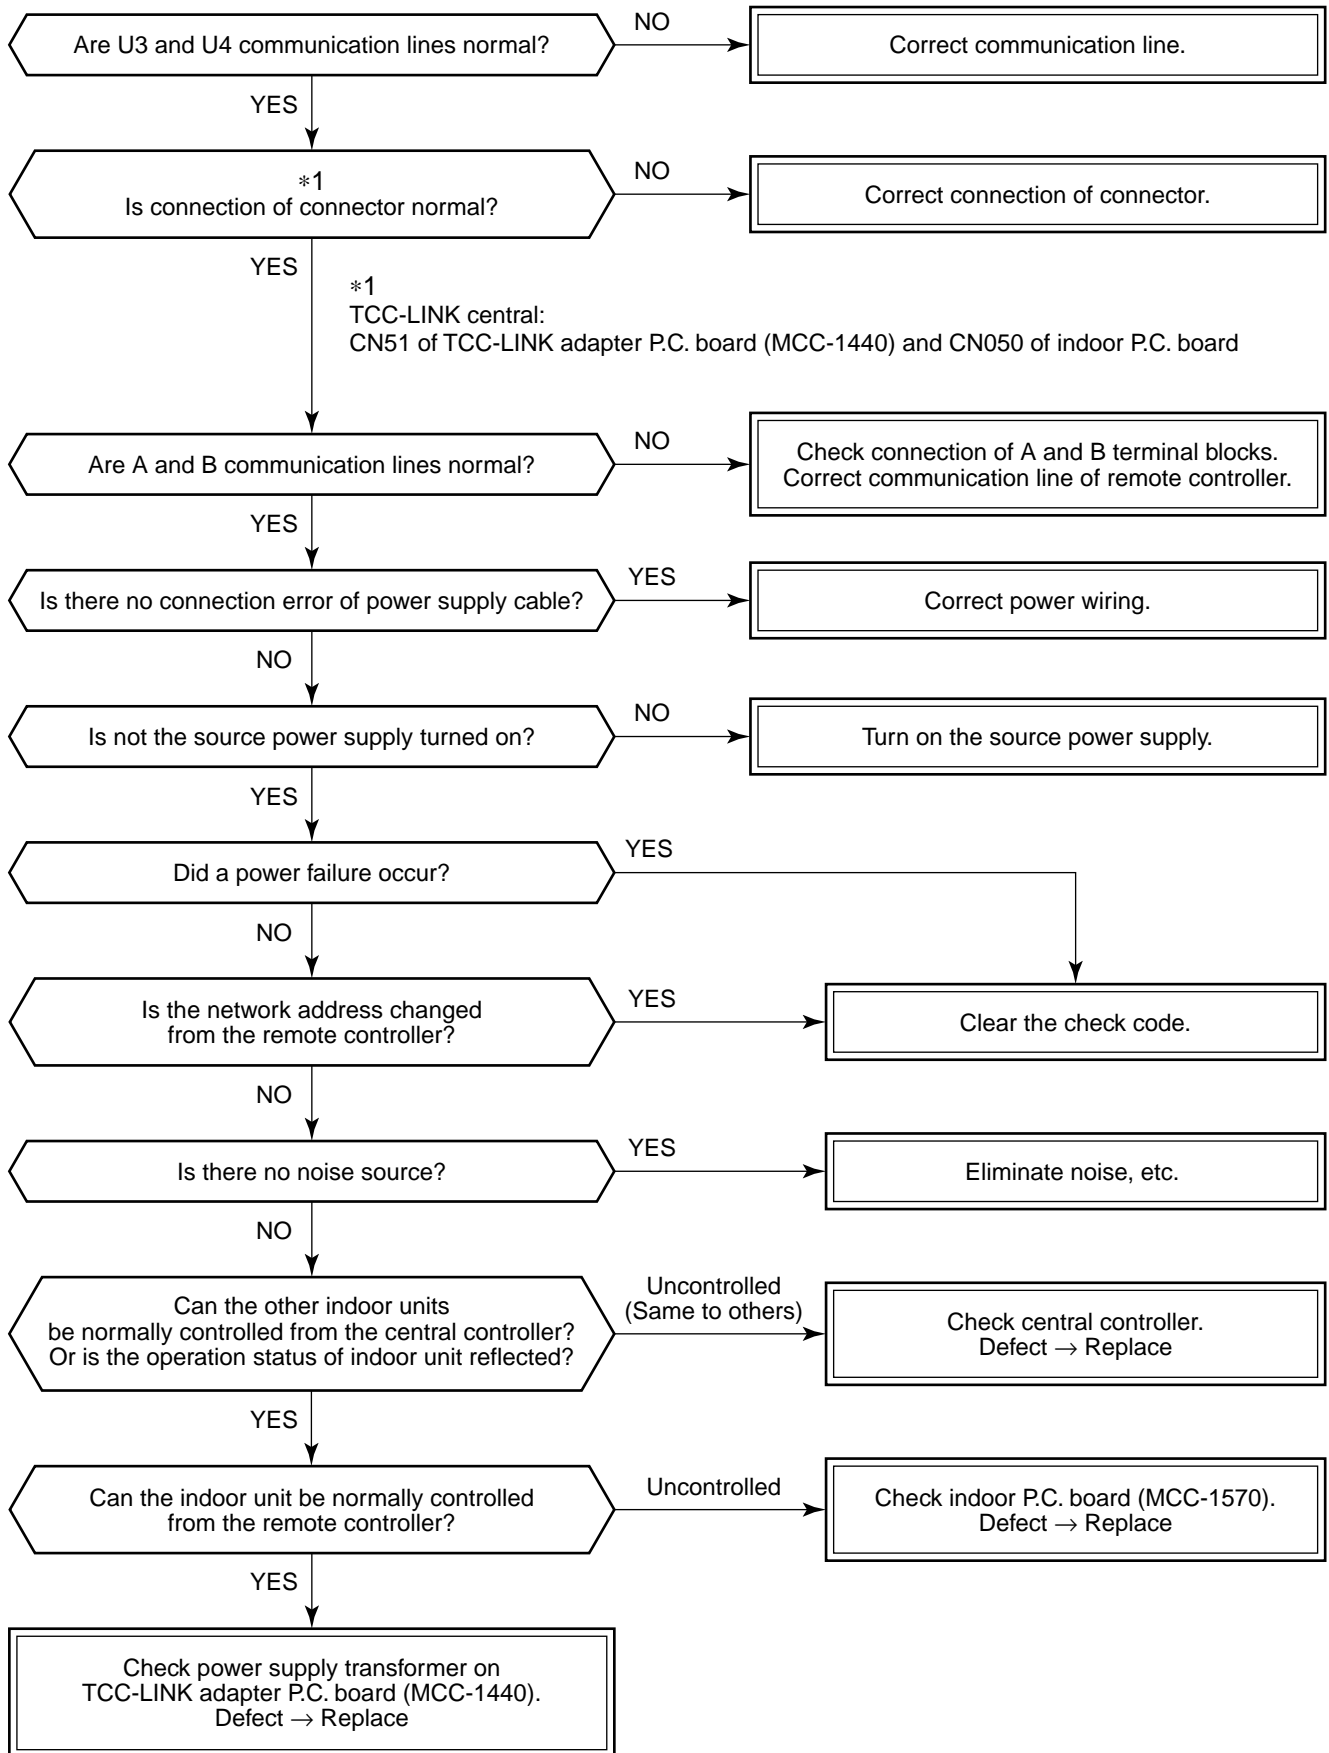 Are U3 and U4 communication lines normal?
NO
Correct communication line.
YES
*1
Is connection of connector normal?
NO
Correct connection of connector.
YES
*1
TCC-LINK central:
CN51 of TCC-LINK adapter P.C. board (MCC-1440) and CN050 of indoor P.C. board
Are A and B communication lines normal?
NO
Check connection of A and B terminal blocks.
Correct communication line of remote controller.
YES
Is there no connection error of power supply cable?
YES
Correct power wiring.
NO
Is not the source power supply turned on?
NO
Turn on the source power supply.
YES
Did a power failure occur?
YES
NO
Is the network address changed
from the remote controller?
YES
Clear the check code.
NO
Is there no noise source?
YES
Eliminate noise, etc.
NO
Can the other indoor units
be normally controlled from the central controller?
Or is the operation status of indoor unit reflected?
Uncontrolled
(Same to others)
Check central controller.
Defect → Replace
YES
Can the indoor unit be normally controlled
from the remote controller?
Uncontrolled
Check indoor P.C. board (MCC-1570).
Defect → Replace
YES
Check power supply transformer on
TCC-LINK adapter P.C. board (MCC-1440).
Defect → Replace